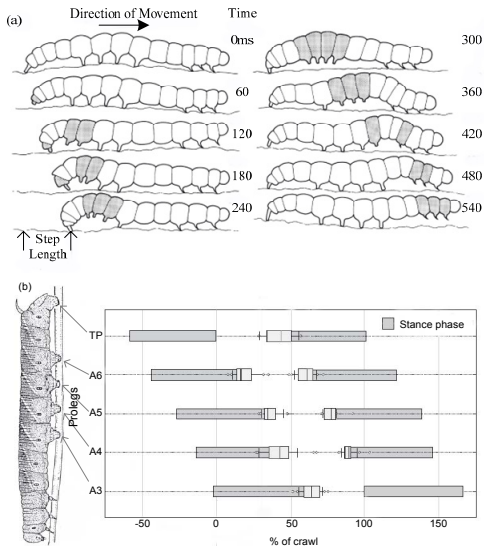 (a)
Direction of Movement
Time
0ms
60
120
180
240
Step
Length
300
360
420
480
540
(b)
Prolegs
TP
A6
A5
A4
A3
Stance phase
-50
0
50
100
150
% of crawl